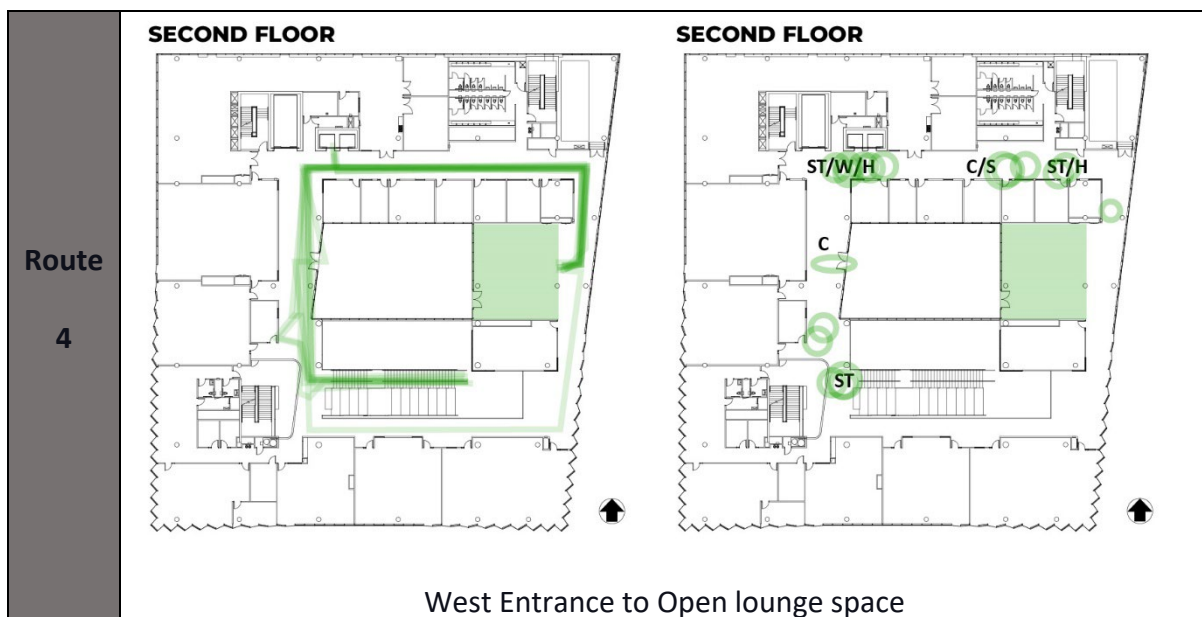 SECOND FLOOR
SECOND FLOOR
ST/W/H
C/S
ST/H
C
ST
Route
4
West Entrance to Open lounge space